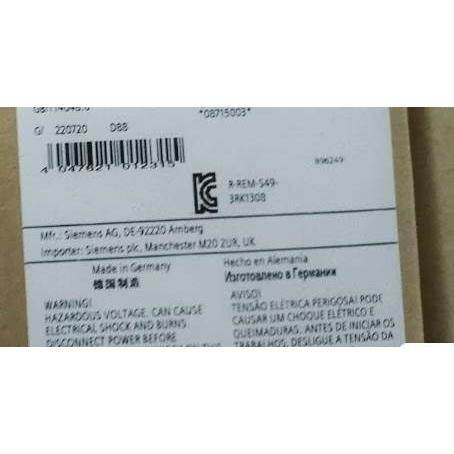 *08715003*
G/ 220720 D88
4 047621 012315
896249
R-REM-S49-
3RK1308
Mfr.: Siemens AG, DE-92220 Amberg
Importer: Siemens plc, Manchester M20 2UR, UK
Made in Germany
德国制造
Hecho en Alemania
Изготовлено в Германии
WARNING!
HAZARDOUS VOLTAGE. CAN CAUSE
ELECTRICAL SHOCK AND BURNS.
DISCONNECT POWER BEFORE
AVISO!
TENSÃO ELÉTRICA PERIGOSA! PODE
CAUSAR UM CHOQUE ELÉTRICO E
QUEIMADURAS. ANTES DE INICIAR OS
TRABALHOS, DESLIGUE A TENSÃO DA